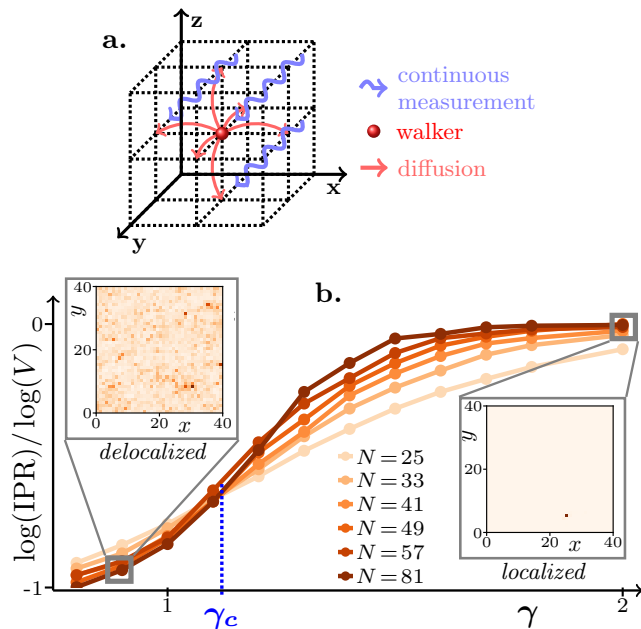 a.
z
x
y
continuous
measurement
walker
diffusion
b.
log(IPR)/log(V)
0
-1
1
2
γc
γ
40
20
0
0
20
40
y
x
delocalized
N = 25
N = 33
N = 41
N = 49
N = 57
N = 81
40
20
0
0
20
40
y
x
localized